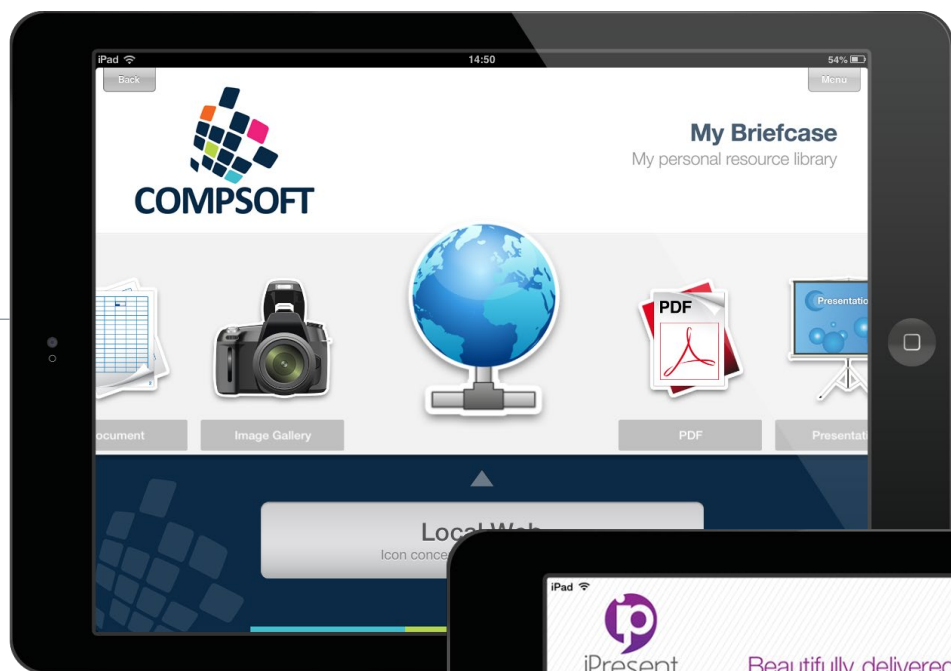 iPad 14:50 54%
Back Menu
My Briefcase
My personal resource library
COMPSOFT
PDF
Presentatio
ocument Image Gallery PDF Presentati
Local Web
Icon conce
iPad
iP
iPresent
Beautifully delivered